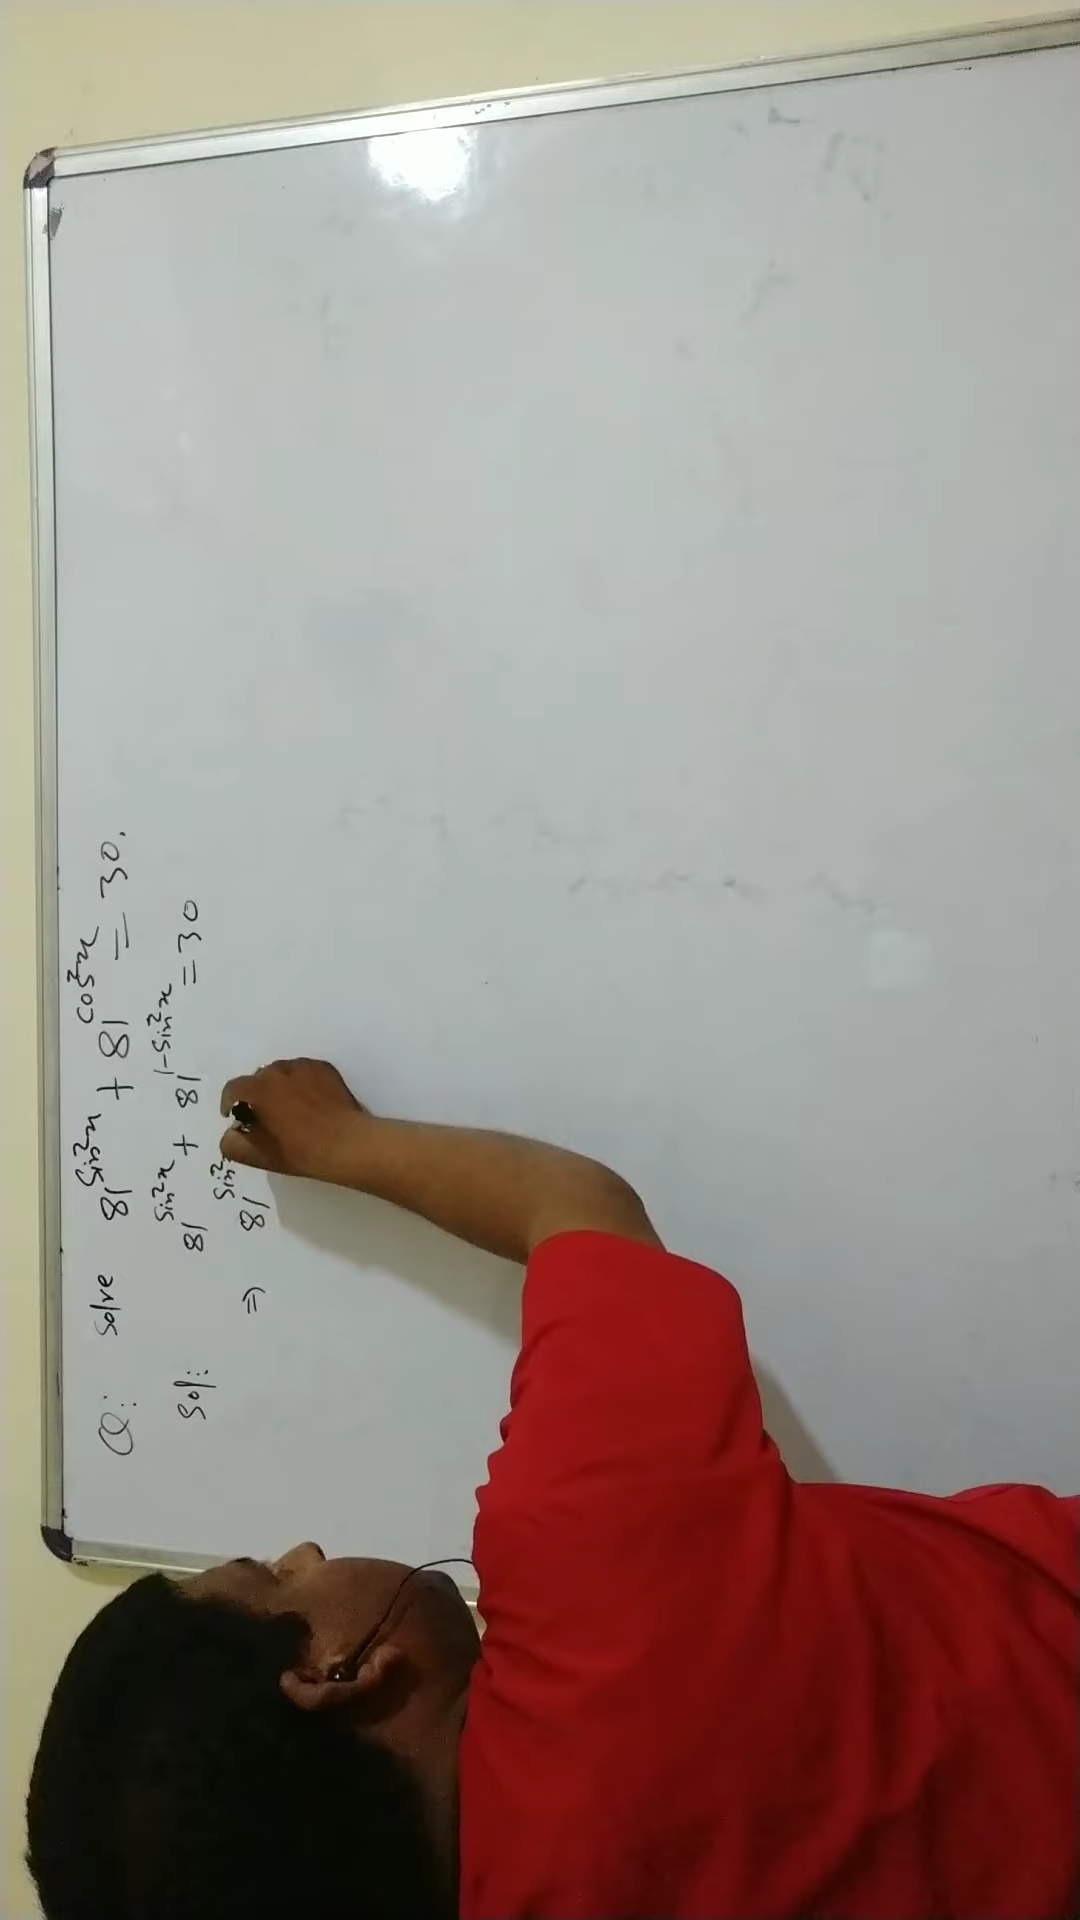 Q: Solve 81^sin²x + 81^cos²x = 30.
Sol: 81^sin²x + 81^1-sin²x = 30
⇒ 81^sin²